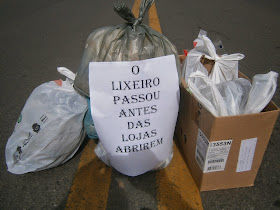 O
LIXEIRO
PASSOU
ANTES
DAS
LOJAS
ABRIREM